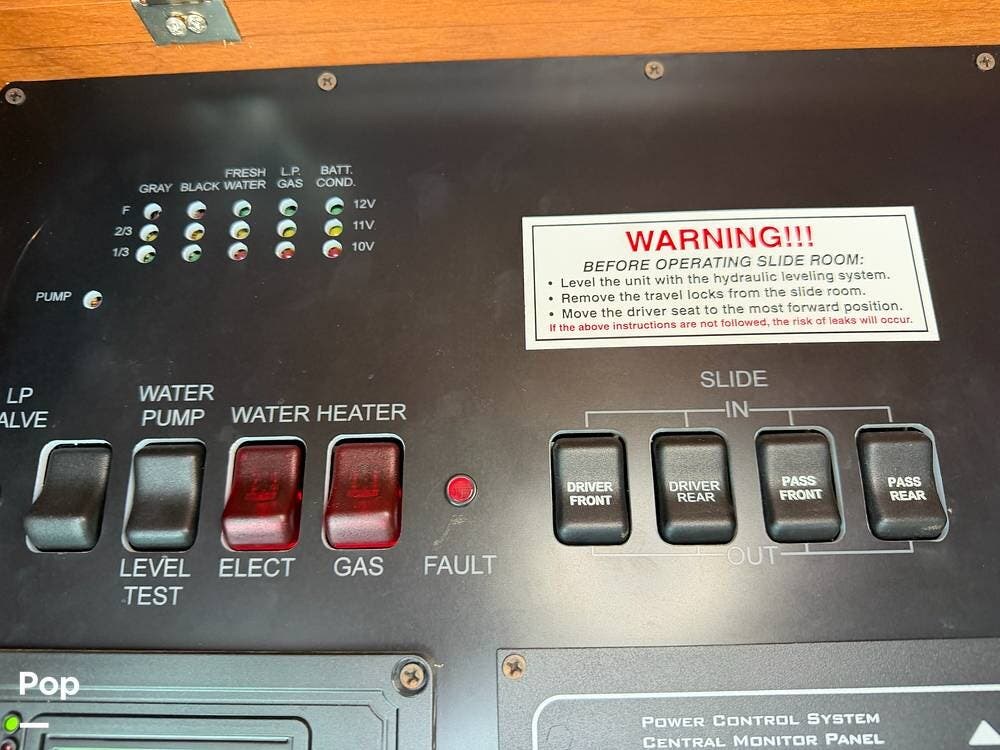 GRAY BLACK FRESH WATER L.P. GAS BATT. COND.
F 12V
2/3 11V
1/3 10V
PUMP
WARNING!!!
BEFORE OPERATING SLIDE ROOM:
• Level the unit with the hydraulic leveling system.
• Remove the travel locks from the slide room.
• Move the driver seat to the most forward position.
If the above instructions are not followed, the risk of leaks will occur.
LP
ALVE
WATER
PUMP
WATER HEATER
LEVEL
TEST
ELECT
GAS
FAULT
SLIDE
IN
DRIVER
FRONT
DRIVER
REAR
PASS
FRONT
PASS
REAR
OUT
Pop
POWER CONTROL SYSTEM
CENTRAL MONITOR PANEL